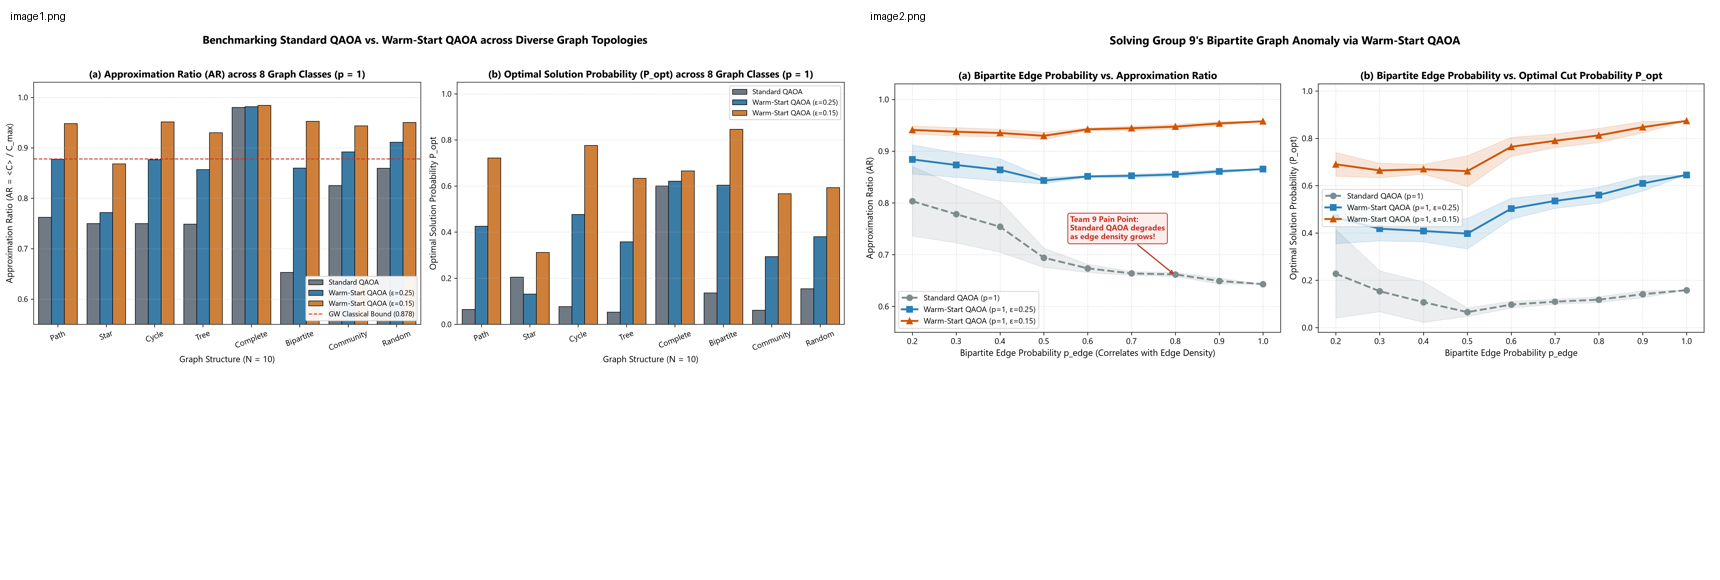 image1.png
Benchmarking Standard QAOA vs. Warm-Start QAOA across Diverse Graph Topologies
(a) Approximation Ratio (AR) across 8 Graph Classes (p = 1)
Approximation Ratio (AR = <C> / C_max)
1.0
0.9
0.8
0.7
0.6
Standard QAOA
Warm-Start QAOA (ε=0.25)
Warm-Start QAOA (ε=0.15)
GW Classical Bound (0.878)
Path
Star
Cycle
Tree
Complete
Bipartite
Community
Random
Graph Structure (N = 10)
(b) Optimal Solution Probability (P_opt) across 8 Graph Classes (p = 1)
Optimal Solution Probability P_opt
1.0
0.8
0.6
0.4
0.2
0.0
Standard QAOA
Warm-Start QAOA (ε=0.25)
Warm-Start QAOA (ε=0.15)
Path
Star
Cycle
Tree
Complete
Bipartite
Community
Random
Graph Structure (N = 10)
image2.png
Solving Group 9's Bipartite Graph Anomaly via Warm-Start QAOA
(a) Bipartite Edge Probability vs. Approximation Ratio
Approximation Ratio (AR)
1.0
0.9
0.8
0.7
0.6
Team 9 Pain Point:
Standard QAOA degrades
as edge density grows!
Standard QAOA (p=1)
Warm-Start QAOA (p=1, ε=0.25)
Warm-Start QAOA (p=1, ε=0.15)
0.2 0.3 0.4 0.5 0.6 0.7 0.8 0.9 1.0
Bipartite Edge Probability p_edge (Correlates with Edge Density)
(b) Bipartite Edge Probability vs. Optimal Cut Probability P_opt
Optimal Solution Probability (P_opt)
1.0
0.8
0.6
0.4
0.2
0.0
Standard QAOA (p=1)
Warm-Start QAOA (p=1, ε=0.25)
Warm-Start QAOA (p=1, ε=0.15)
0.2 0.3 0.4 0.5 0.6 0.7 0.8 0.9 1.0
Bipartite Edge Probability p_edge